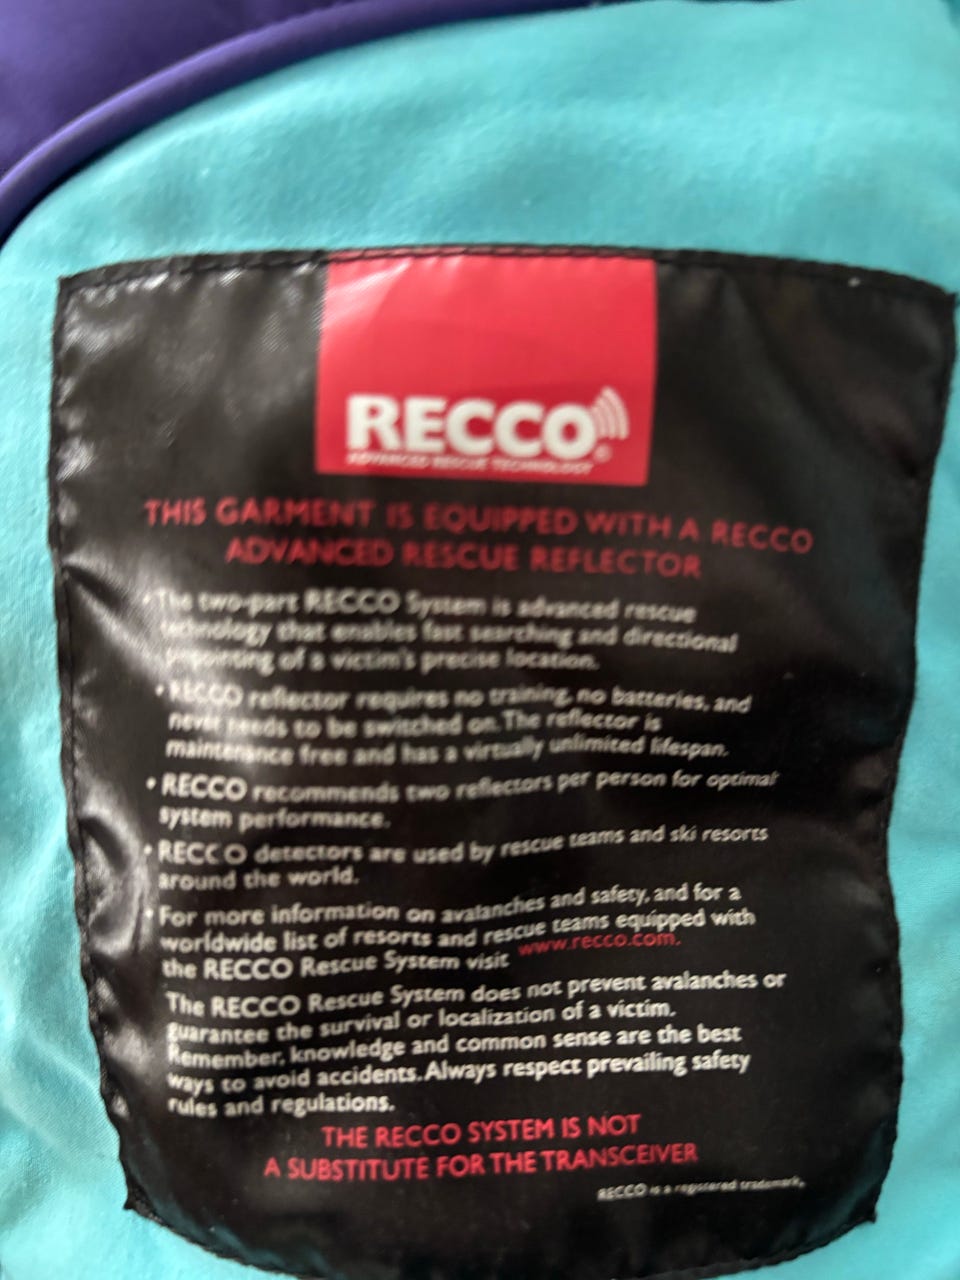 RECCO®
ADVANCED RESCUE TECHNOLOGY
THIS GARMENT IS EQUIPPED WITH A RECCO
ADVANCED RESCUE REFLECTOR
• The two-part RECCO System is advanced rescue
technology that enables fast searching and directional
pinpointing of a victim's precise location.
• RECCO reflector requires no training, no batteries, and
never needs to be switched on. The reflector is
maintenance free and has a virtually unlimited lifespan.
• RECCO recommends two reflectors per person for optimal
system performance.
• RECCO detectors are used by rescue teams and ski resorts
around the world.
• For more information on avalanches and safety, and for a
worldwide list of resorts and rescue teams equipped with
the RECCO Rescue System visit www.recco.com.
The RECCO Rescue System does not prevent avalanches or
guarantee the survival or localization of a victim.
Remember, knowledge and common sense are the best
ways to avoid accidents. Always respect prevailing safety
rules and regulations.
THE RECCO SYSTEM IS NOT
A SUBSTITUTE FOR THE TRANSCEIVER
RECCO is a registered trademark.